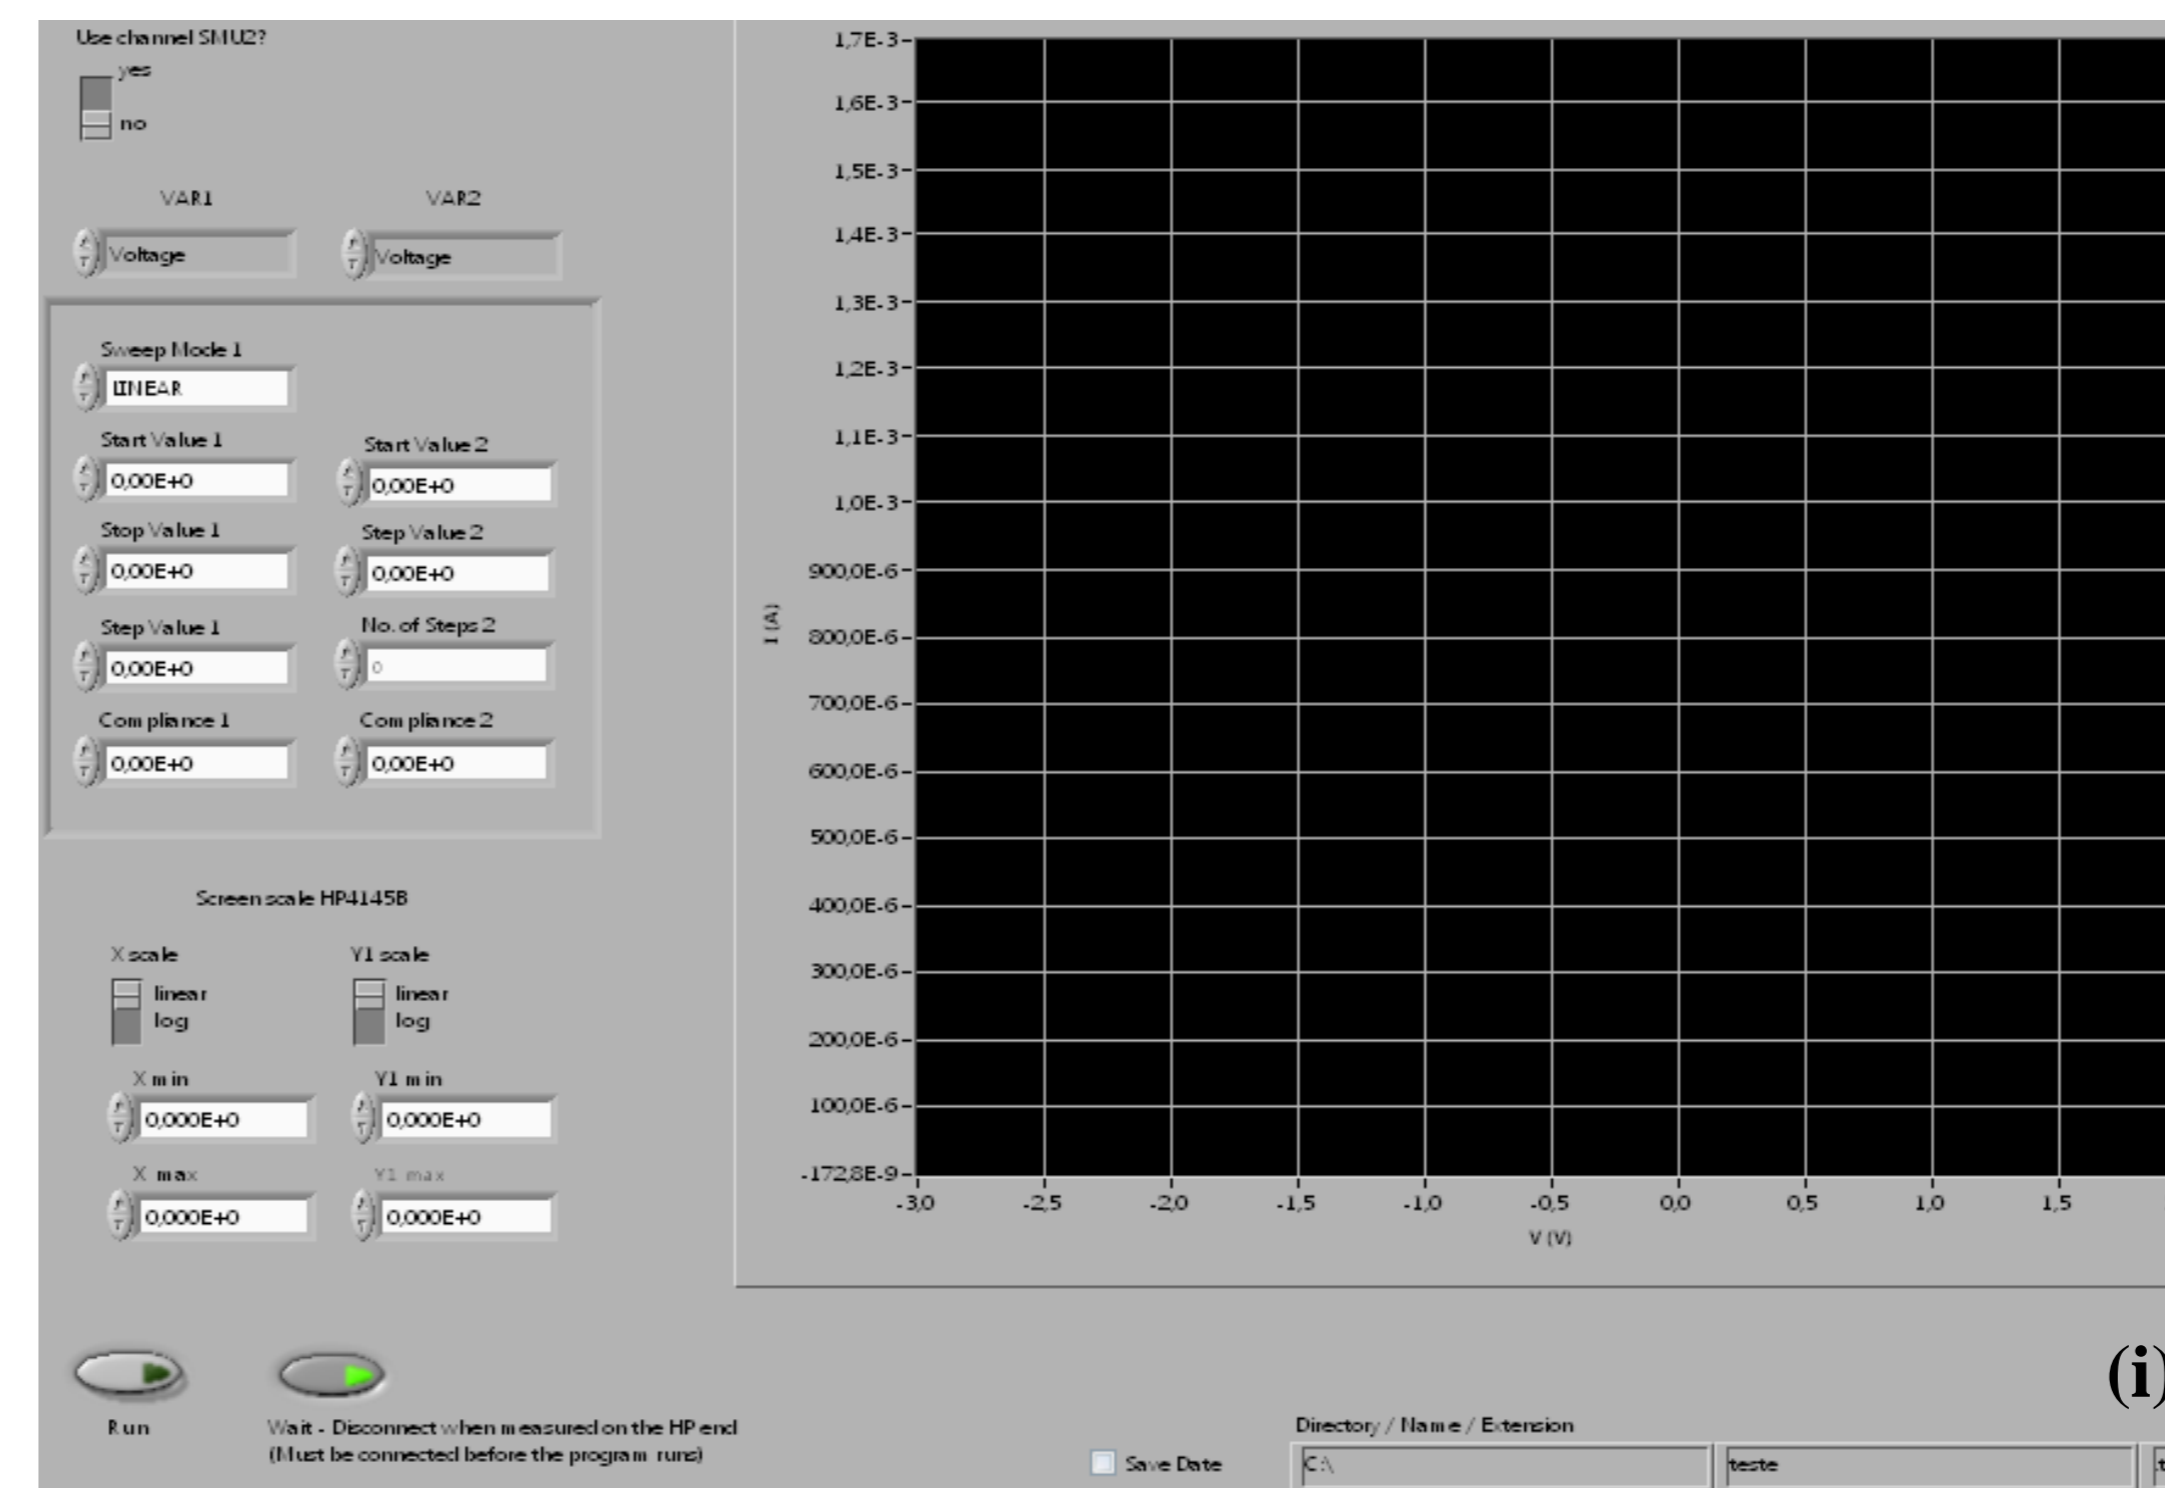 Use channel SMU2?
yes
no
VAR1 VAR2
Voltage Voltage
Sweep Mode 1
LINEAR
Start Value 1 Start Value 2
0,00E+0 0,00E+0
Stop Value 1 Step Value 2
0,00E+0 0,00E+0
Step Value 1 No. of Steps 2
0,00E+0 0
Compliance 1 Compliance 2
0,00E+0 0,00E+0
Screen scale HP4145B
X scale Y1 scale
linear linear
log log
X min Y1 min
0,000E+0 0,000E+0
X max Y1 max
0,000E+0 0,000E+0
Run
Wait - Disconnect when measured on the HP end
(Must be connected before the program runs)
1,7E-3
1,6E-3
1,5E-3
1,4E-3
1,3E-3
1,2E-3
1,1E-3
1,0E-3
900,0E-6
800,0E-6
700,0E-6
600,0E-6
500,0E-6
400,0E-6
300,0E-6
200,0E-6
100,0E-6
-172,8E-9
I (A)
-3,0 -2,5 -2,0 -1,5 -1,0 -0,5 0,0 0,5 1,0 1,5
V (V)
(i)
Directory / Name / Extension
Save Date C:\ teste